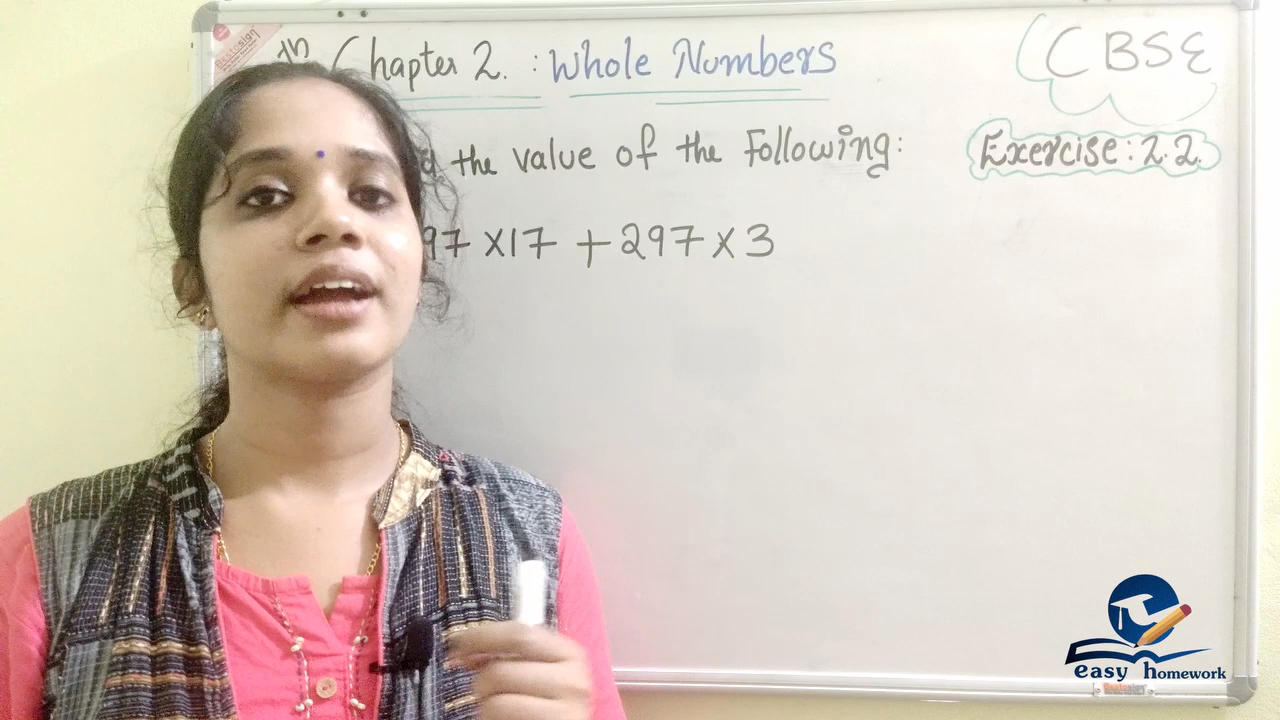 Chapter 2. : Whole Numbers
CBSE
the value of the Following:
Exercise: 2.2.
97 × 17 + 297 × 3
easy homework